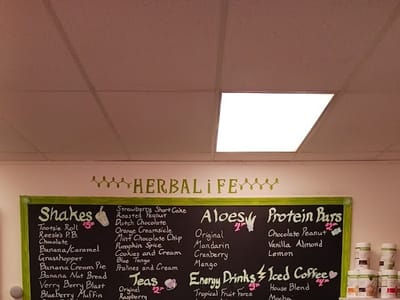 HERBALiFE
Shakes
Tootsie Roll
Reese's P.B.
Chocolate
Banana/Caramel
Grasshopper
Banana Cream Pie
Banana Nut Bread
Very Berry Blast
Blueberry Muffin
Strawberry Short Cake
Roasted Peanut
Dutch Chocolate
Orange Creamsicle
Mint Chocolate Chip
Pumpkin Spice
Cookies and Cream
Blue Tango
Pralines and Cream
Teas
Original
Raspberry
Aloes
Original
Mandarin
Cranberry
Mango
Protein Bars
Chocolate Peanut
Vanilla Almond
Lemon
Energy Drinks & Iced Coffee
Tropical Fruit Force
House Blend
Mocha